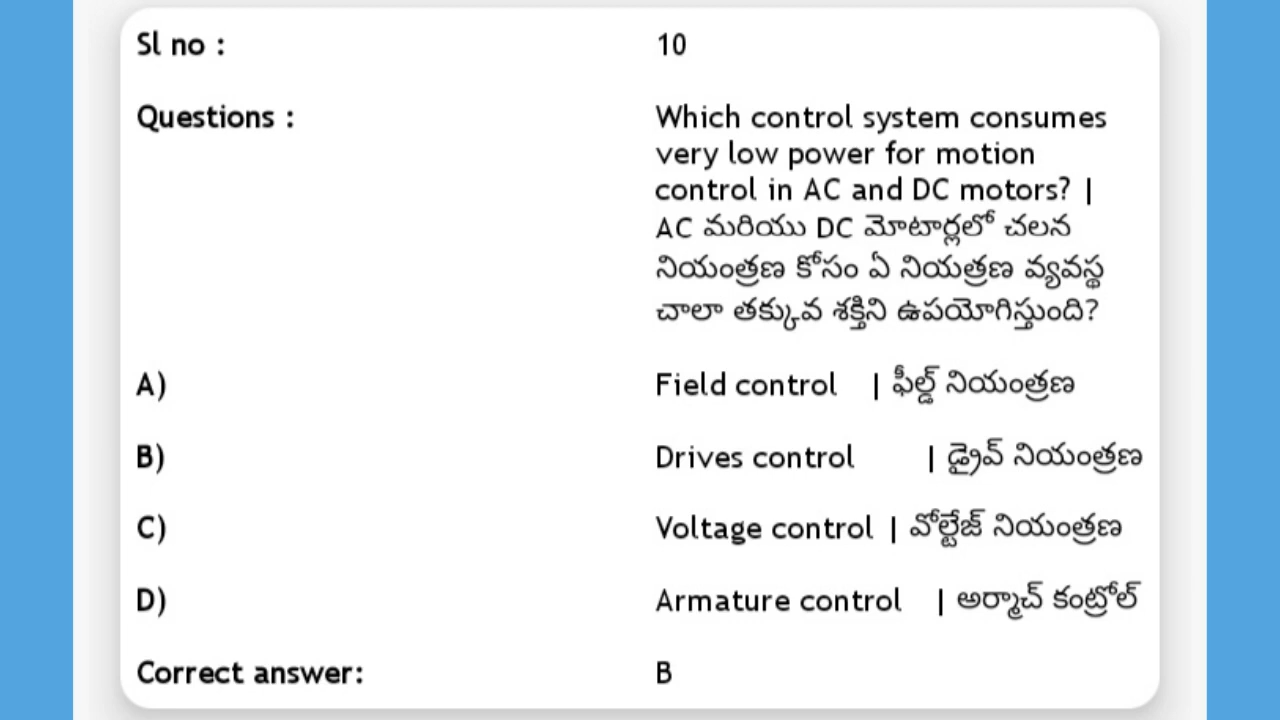 Sl no : 10
Questions : Which control system consumes
very low power for motion
control in AC and DC motors? |
AC మరియు DC మోటార్లలో చలన
నియంత్రణ కోసం ఏ నియత్రణ వ్యవస్థ
చాలా తక్కువ శక్తిని ఉపయోగిస్తుంది?
A) Field control | ఫీల్డ్ నియంత్రణ
B) Drives control | డ్రైవ్ నియంత్రణ
C) Voltage control | వోల్టేజ్ నియంత్రణ
D) Armature control | అర్మాచ్ కంట్రోల్
Correct answer: B